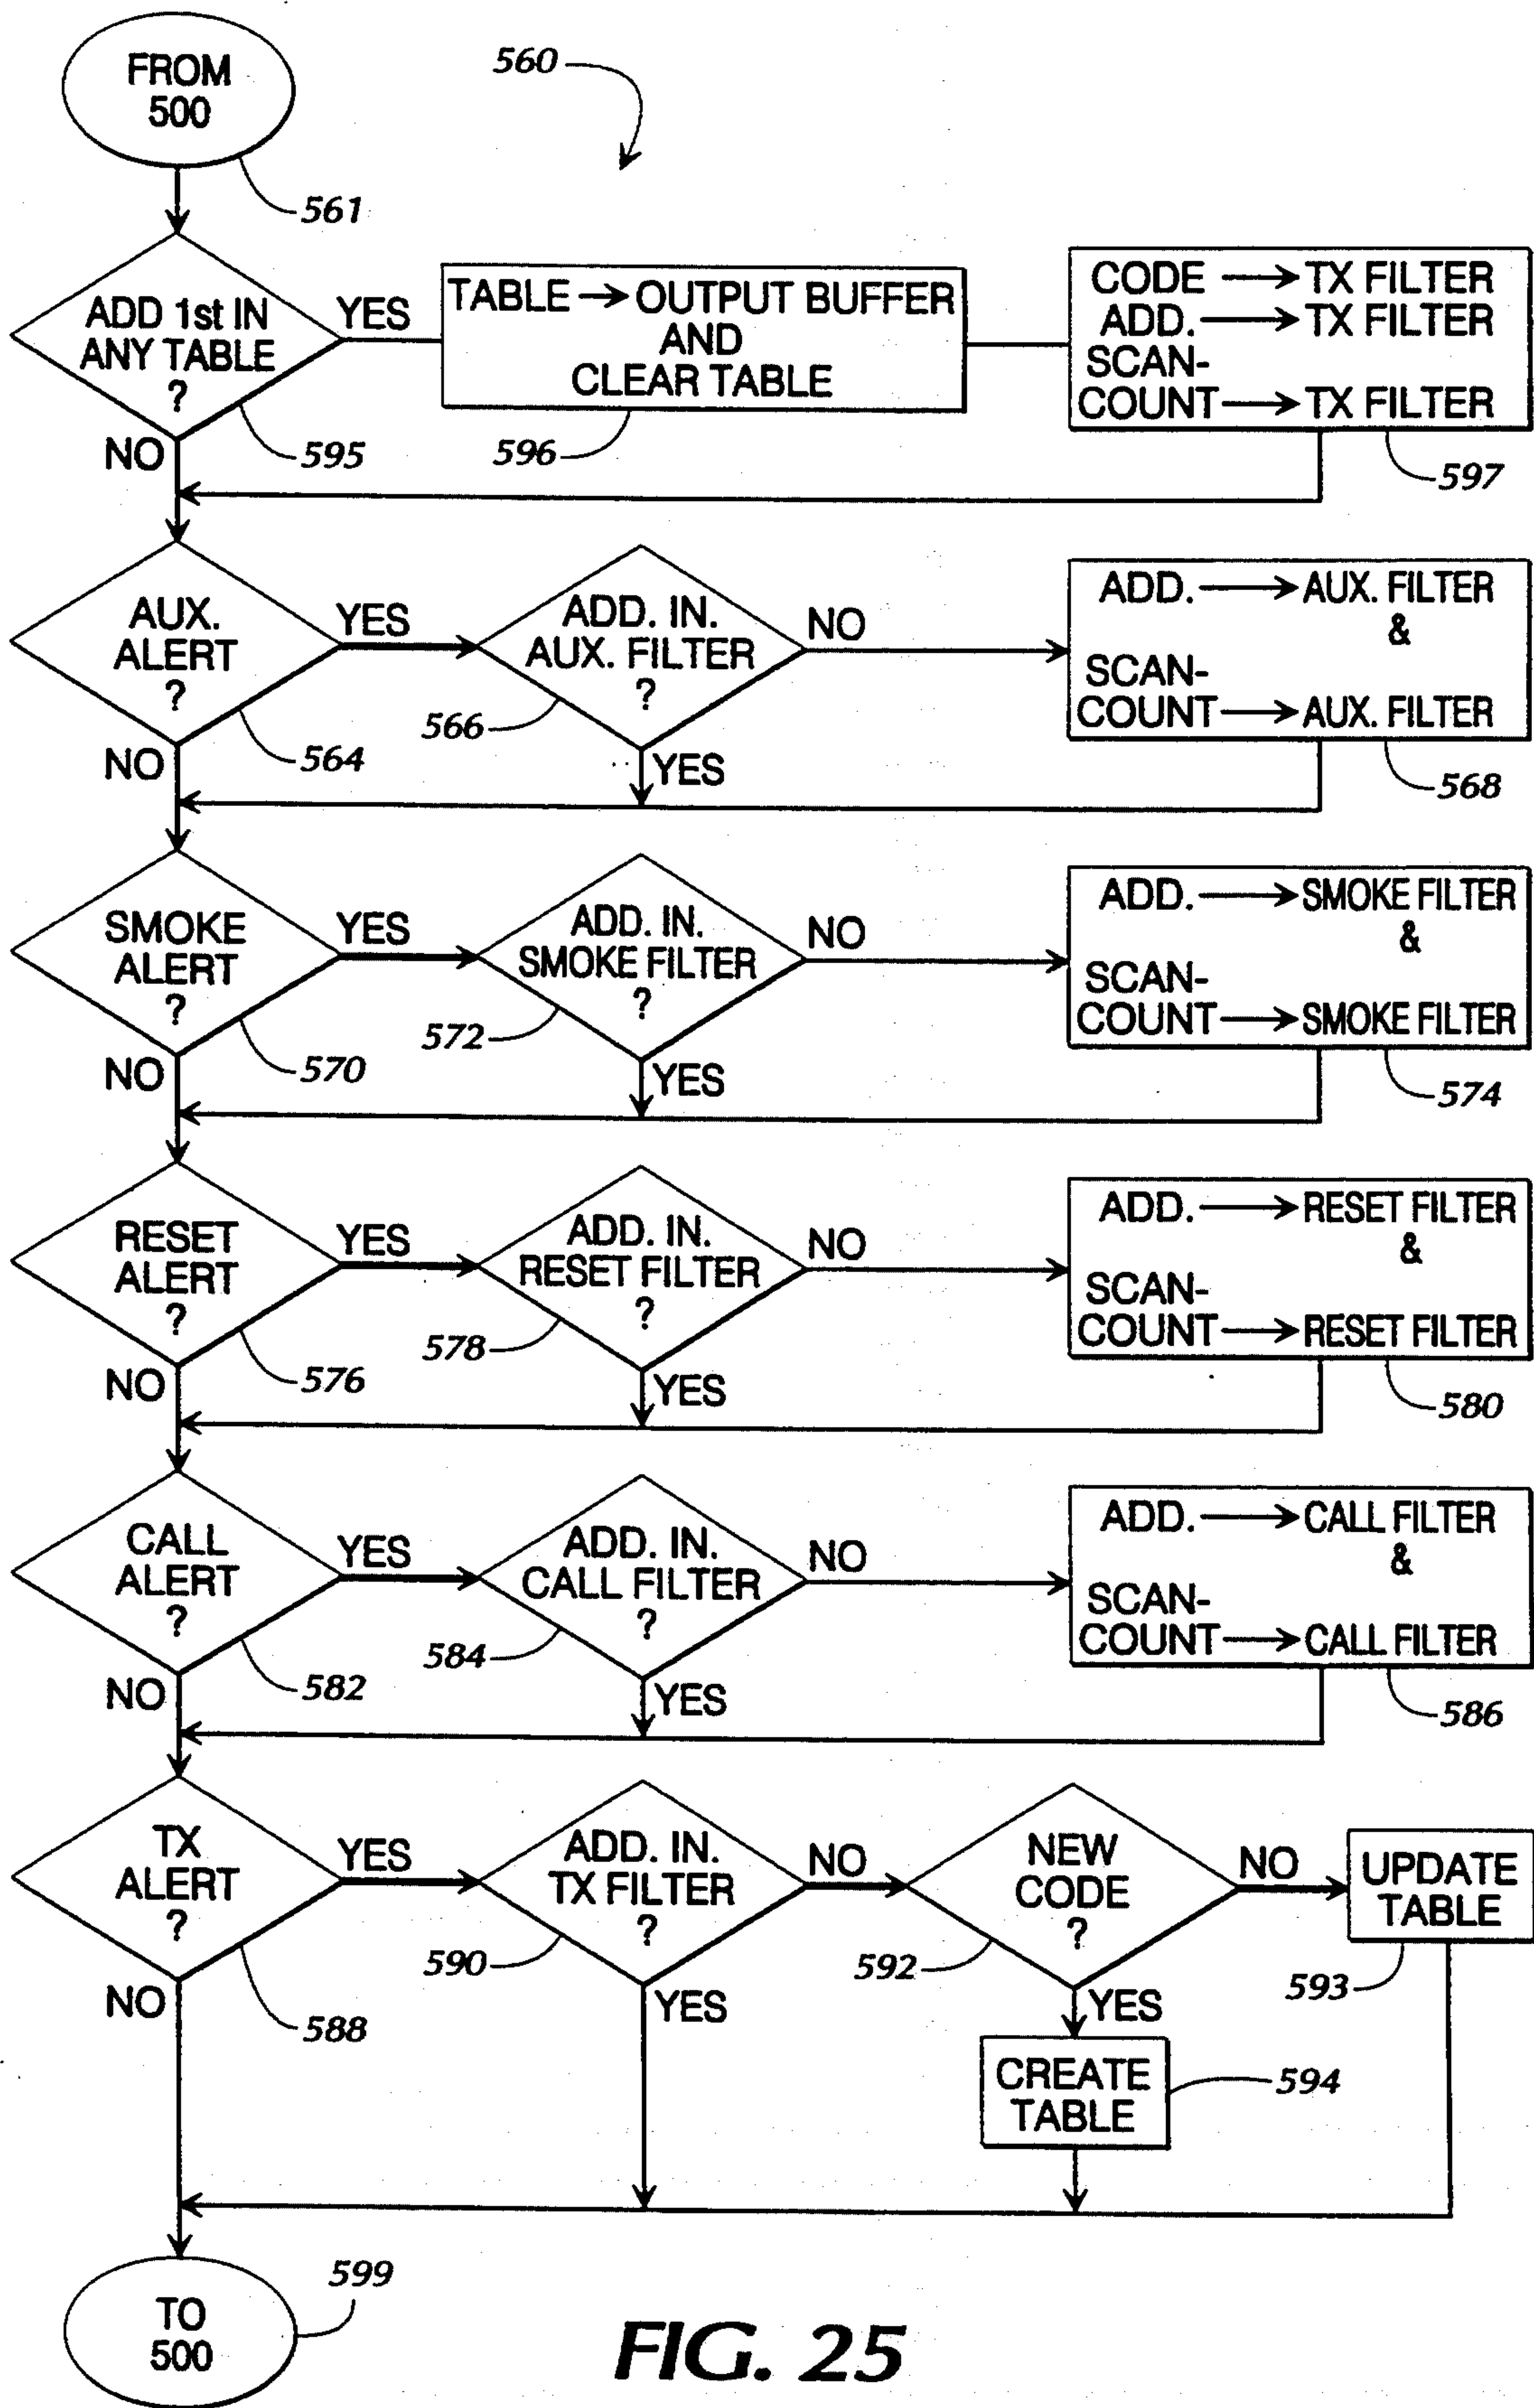 FROM
500
560
561
ADD 1st IN
ANY TABLE
?
YES
NO
595
TABLE → OUTPUT BUFFER
AND
CLEAR TABLE
596
CODE → TX FILTER
ADD. → TX FILTER
SCAN-
COUNT → TX FILTER
597
AUX.
ALERT
?
YES
NO
564
ADD. IN.
AUX. FILTER
?
NO
YES
566
ADD. → AUX. FILTER
&
SCAN-
COUNT → AUX. FILTER
568
SMOKE
ALERT
?
YES
NO
570
ADD. IN.
SMOKE FILTER
?
NO
YES
572
ADD. → SMOKE FILTER
&
SCAN-
COUNT → SMOKE FILTER
574
RESET
ALERT
?
YES
NO
576
ADD. IN.
RESET FILTER
?
NO
YES
578
ADD. → RESET FILTER
&
SCAN-
COUNT → RESET FILTER
580
CALL
ALERT
?
YES
NO
582
ADD. IN.
CALL FILTER
?
NO
YES
584
ADD. → CALL FILTER
&
SCAN-
COUNT → CALL FILTER
586
TX
ALERT
?
YES
NO
588
ADD. IN.
TX FILTER
?
NO
YES
590
NEW
CODE
?
NO
YES
592
UPDATE
TABLE
593
CREATE
TABLE
594
TO
500
599
FIG. 25